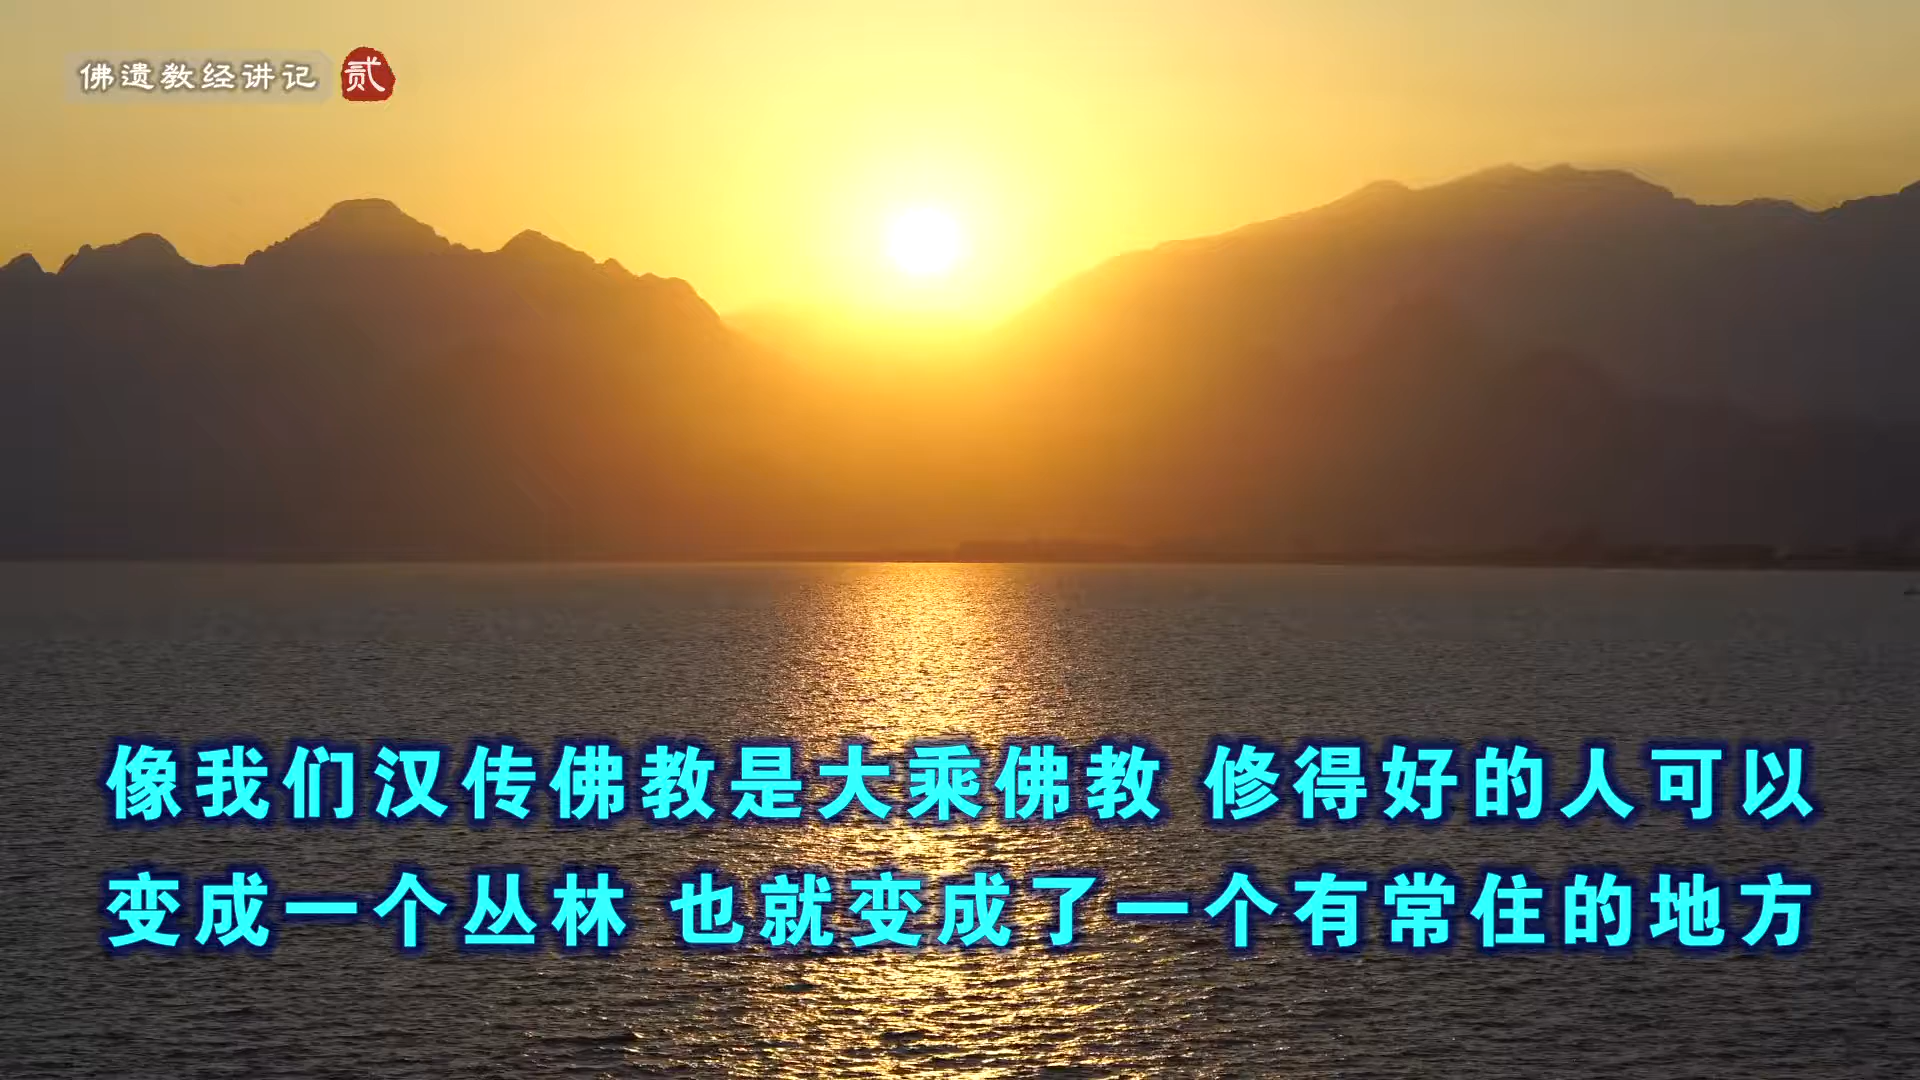 佛遗教经讲记 贰
像我们汉传佛教是大乘佛教 修得好的人可以
变成一个丛林 也就变成了一个有常住的地方